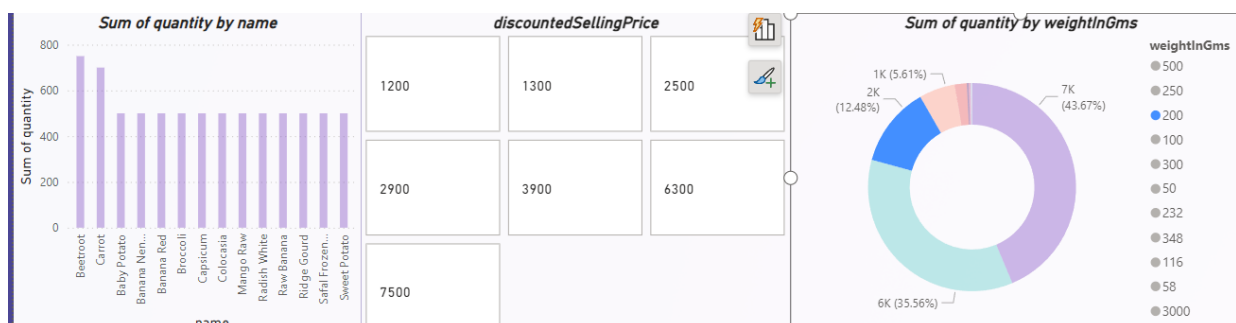 Sum of quantity by name
800
600
400
200
0
Sum of quantity
Beetroot
Carrot
Baby Potato
Banana Nen...
Banana Red
Broccoli
Capsicum
Colocasia
Mango Raw
Radish White
Raw Banana
Ridge Gourd
Safal Frozen...
Sweet Potato
name
discountedSellingPrice
1200
1300
2500
2900
3900
6300
7500
Sum of quantity by weightInGms
1K (5.61%)
2K
(12.48%)
7K
(43.67%)
6K (35.56%)
weightInGms
500
250
200
100
300
50
232
348
116
58
3000